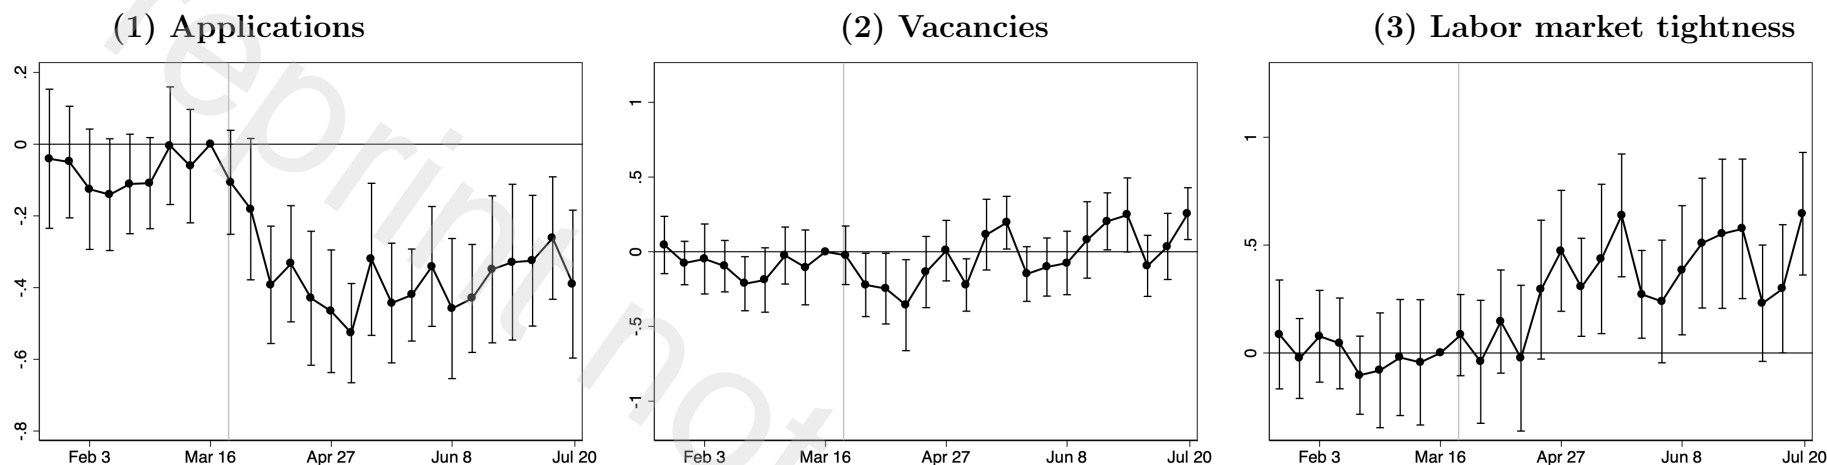 (1) Applications
(2) Vacancies
(3) Labor market tightness
.2
0
-.2
-.4
-.6
-.8
Feb 3 Mar 16 Apr 27 Jun 8 Jul 20
1
.5
0
-.5
-1
Feb 3 Mar 16 Apr 27 Jun 8 Jul 20
1
.5
0
Feb 3 Mar 16 Apr 27 Jun 8 Jul 20
reprint not